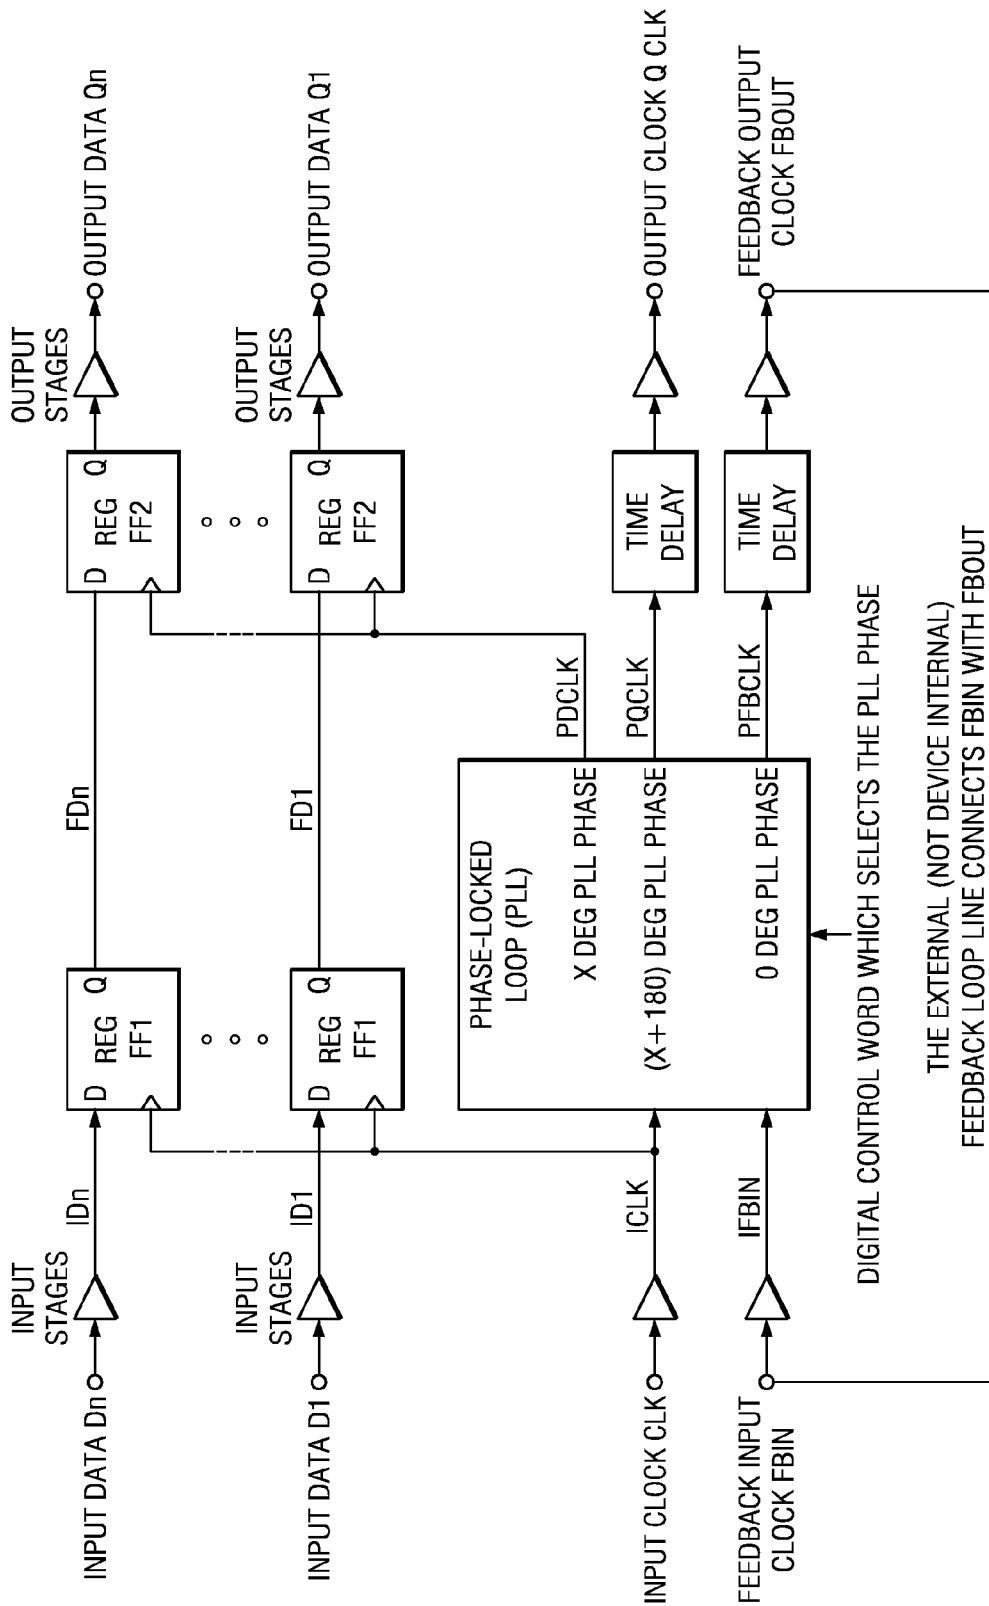 INPUT
STAGES
OUTPUT
STAGES
INPUT DATA Dn
IDn
D
REG
FF1
Q
FDn
D
REG
FF2
Q
OUTPUT DATA Qn
INPUT
STAGES
OUTPUT
STAGES
INPUT DATA D1
ID1
D
REG
FF1
Q
FD1
D
REG
FF2
Q
OUTPUT DATA Q1
PHASE-LOCKED
LOOP (PLL)
X DEG PLL PHASE
PDCLK
INPUT CLOCK CLK
ICLK
(X+180) DEG PLL PHASE
PQCLK
TIME
DELAY
OUTPUT CLOCK Q CLK
FEEDBACK INPUT
CLOCK FBIN
IFBIN
0 DEG PLL PHASE
PFBCLK
TIME
DELAY
FEEDBACK OUTPUT
CLOCK FBOUT
DIGITAL CONTROL WORD WHICH SELECTS THE PLL PHASE
THE EXTERNAL (NOT DEVICE INTERNAL)
FEEDBACK LOOP LINE CONNECTS FBIN WITH FBOUT